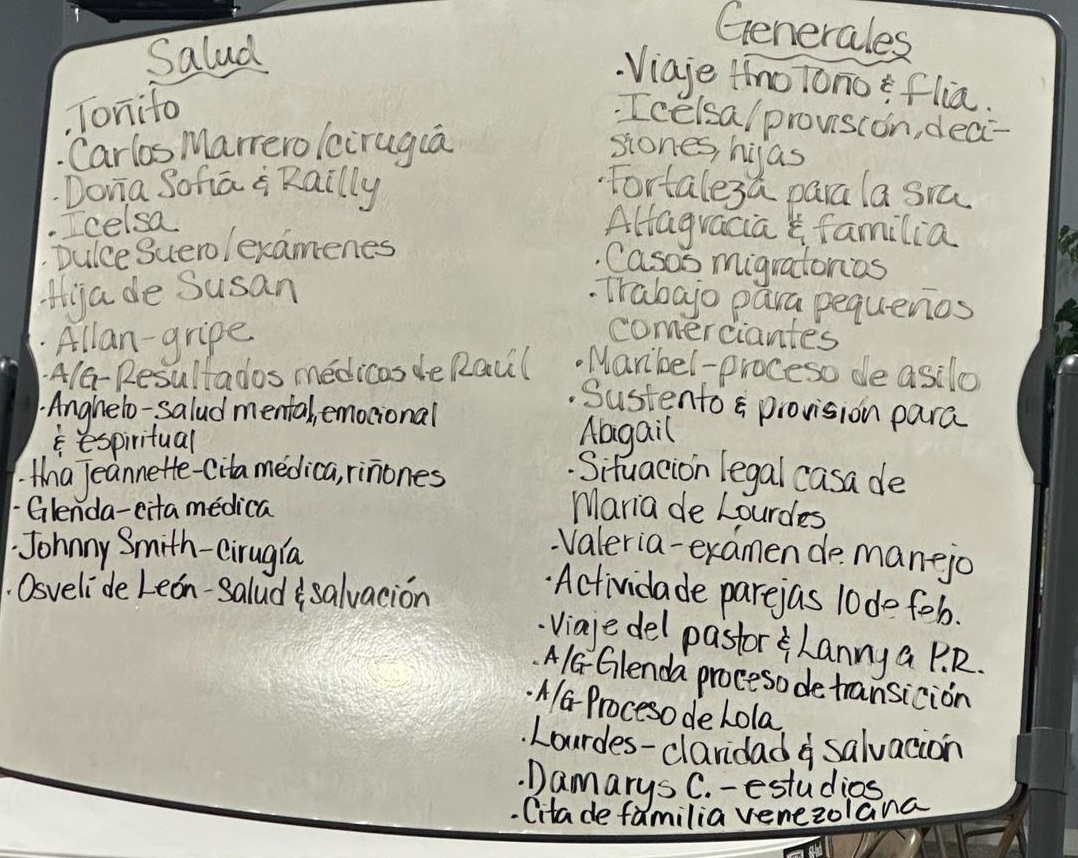 Salud
.Toñito
.Carlos Marrero/cirugía
.Doña Sofía & Railly
.Icelsa
.Dulce Suero/exámenes
.Hija de Susan
.Allan-gripe
.A/G-Resultados médicos de Raúl
.Anghelo-salud mental, emocional
& espiritual
.Hna Jeannette-Cita médica, riñones
.Glenda-cita médica
.Johnny Smith-Cirugía
.Osvelí de León-Salud & salvación
Generales
.Viaje Hno Toño & flia.
.Icelsa/provisión, deci-
siones, hijas
.Fortaleza para la sra
Altagracia & familia
.Casos migratorios
.Trabajo para pequeños
comerciantes
.Maribel-proceso de asilo
.Sustento & provisión para
Abigail
.Situación legal casa de
Maria de Lourdes
.Valeria-exámen de manejo
.Actividade parejas 10 de feb.
.Viaje del pastor & Lanny a P.R.
.A/G-Glenda proceso de transición
.A/G-Proceso de Lola
.Lourdes-claridad & salvación
.Damarys C.-estudios
.Cita de familia venezolana